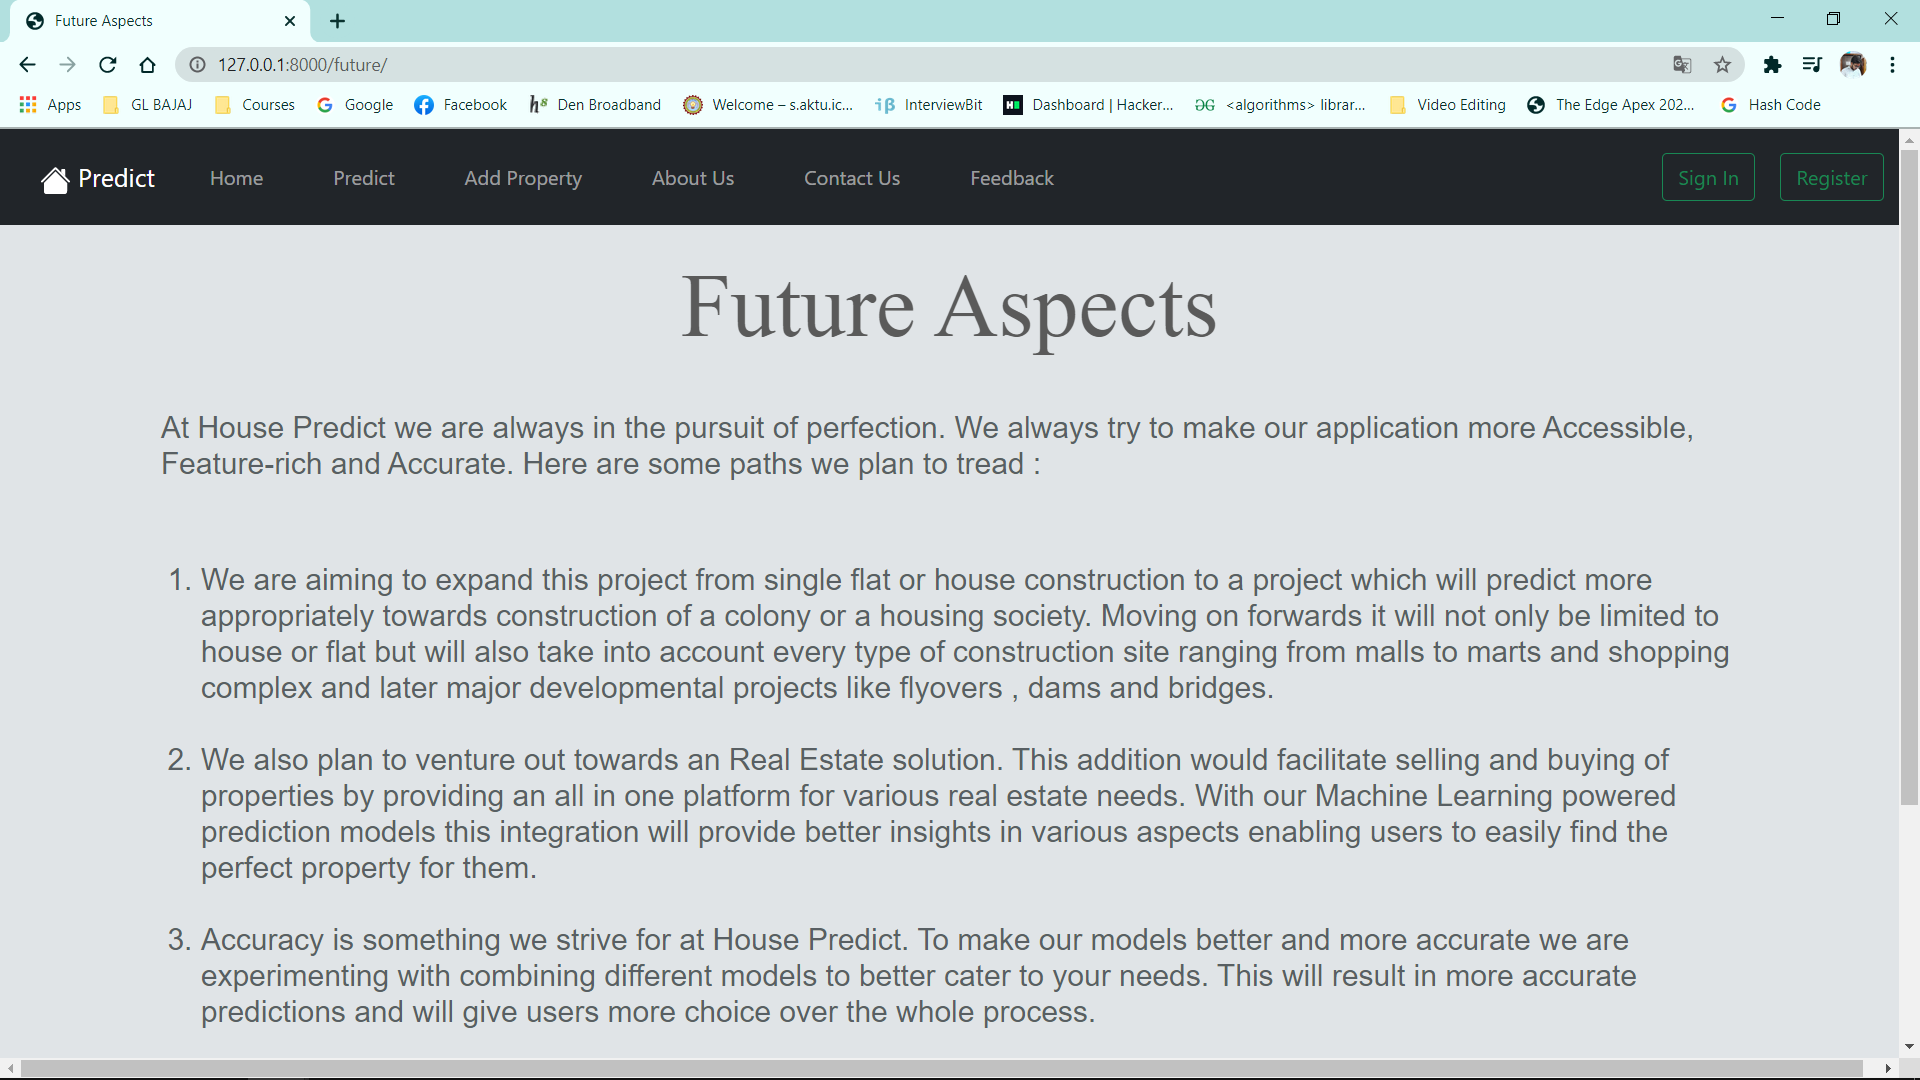 Future Aspects
127.0.0.1:8000/future/
Apps GL BAJAJ Courses Google Facebook Den Broadband Welcome – s.aktu.ic... InterviewBit Dashboard | Hacker... <algorithms> librar... Video Editing The Edge Apex 202... Hash Code
Predict Home Predict Add Property About Us Contact Us Feedback Sign In Register
Future Aspects
At House Predict we are always in the pursuit of perfection. We always try to make our application more Accessible,
Feature-rich and Accurate. Here are some paths we plan to tread :
1. We are aiming to expand this project from single flat or house construction to a project which will predict more
appropriately towards construction of a colony or a housing society. Moving on forwards it will not only be limited to
house or flat but will also take into account every type of construction site ranging from malls to marts and shopping
complex and later major developmental projects like flyovers , dams and bridges.
2. We also plan to venture out towards an Real Estate solution. This addition would facilitate selling and buying of
properties by providing an all in one platform for various real estate needs. With our Machine Learning powered
prediction models this integration will provide better insights in various aspects enabling users to easily find the
perfect property for them.
3. Accuracy is something we strive for at House Predict. To make our models better and more accurate we are
experimenting with combining different models to better cater to your needs. This will result in more accurate
predictions and will give users more choice over the whole process.